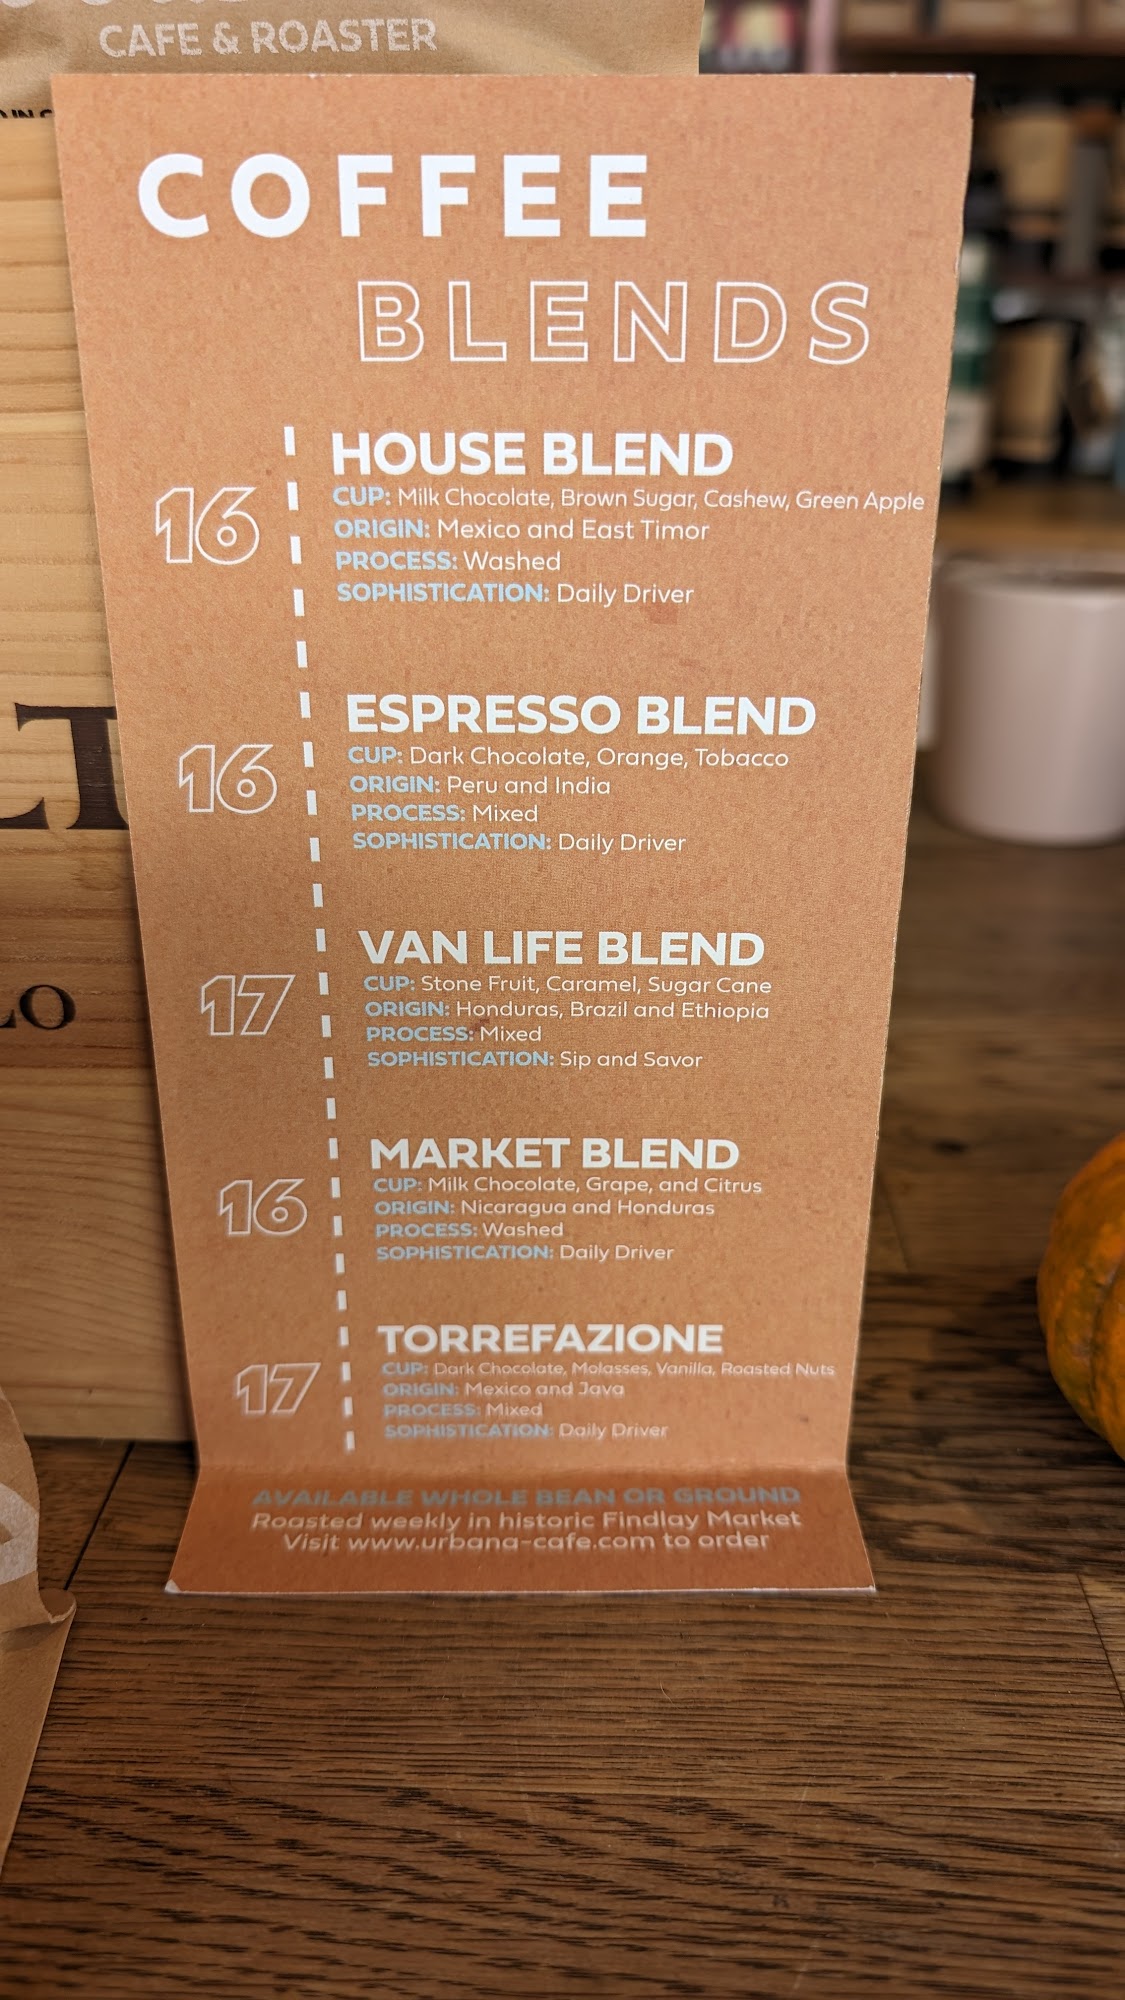 CAFE & ROASTER
COFFEE
BLENDS
16
HOUSE BLEND
CUP: Milk Chocolate, Brown Sugar, Cashew, Green Apple
ORIGIN: Mexico and East Timor
PROCESS: Washed
SOPHISTICATION: Daily Driver
16
ESPRESSO BLEND
CUP: Dark Chocolate, Orange, Tobacco
ORIGIN: Peru and India
PROCESS: Mixed
SOPHISTICATION: Daily Driver
17
VAN LIFE BLEND
CUP: Stone Fruit, Caramel, Sugar Cane
ORIGIN: Honduras, Brazil and Ethiopia
PROCESS: Mixed
SOPHISTICATION: Sip and Savor
16
MARKET BLEND
CUP: Milk Chocolate, Grape, and Citrus
ORIGIN: Nicaragua and Honduras
PROCESS: Washed
SOPHISTICATION: Daily Driver
17
TORREFAZIONE
CUP: Dark Chocolate, Molasses, Vanilla, Roasted Nuts
ORIGIN: Mexico and Java
PROCESS: Mixed
SOPHISTICATION: Daily Driver
AVAILABLE WHOLE BEAN OR GROUND
Roasted weekly in historic Findlay Market
Visit www.urbana-cafe.com to order